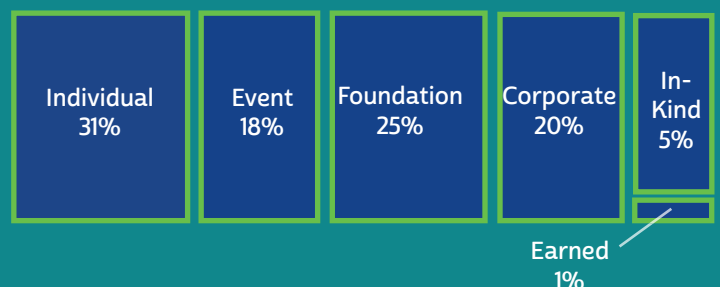 Individual
31%
Event
18%
Foundation
25%
Corporate
20%
In-
Kind
5%
Earned
1%